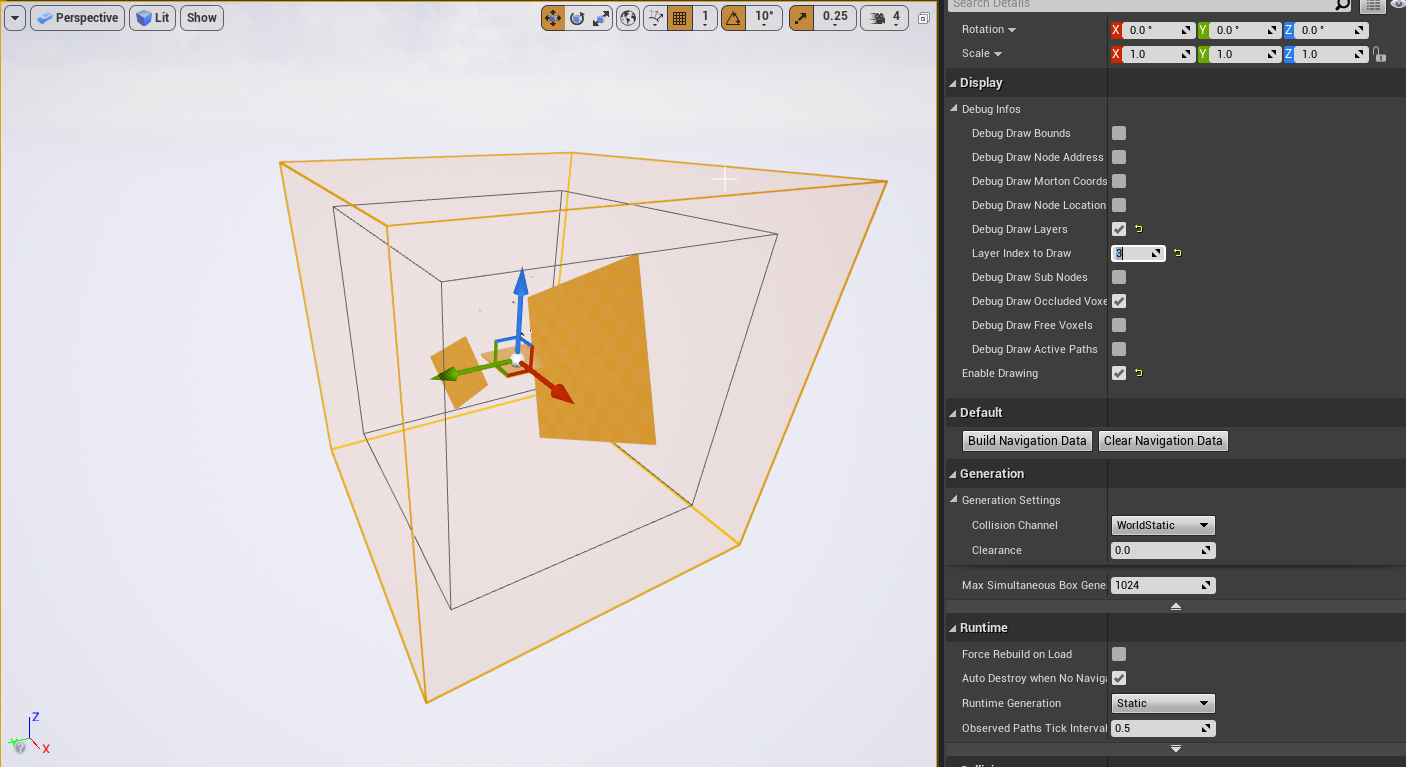 Perspective Lit Show 1 10° 0.25 4
Search Details
Rotation X 0.0 ° Y 0.0 ° Z 0.0 °
Scale X 1.0 Y 1.0 Z 1.0
Display
Debug Infos
Debug Draw Bounds
Debug Draw Node Address
Debug Draw Morton Coords
Debug Draw Node Location
Debug Draw Layers
Layer Index to Draw 3
Debug Draw Sub Nodes
Debug Draw Occluded Voxe
Debug Draw Free Voxels
Debug Draw Active Paths
Enable Drawing
Default
Build Navigation Data Clear Navigation Data
Generation
Generation Settings
Collision Channel WorldStatic
Clearance 0.0
Max Simultaneous Box Gene 1024
Runtime
Force Rebuild on Load
Auto Destroy when No Naviga
Runtime Generation Static
Observed Paths Tick Interval 0.5
Z
X